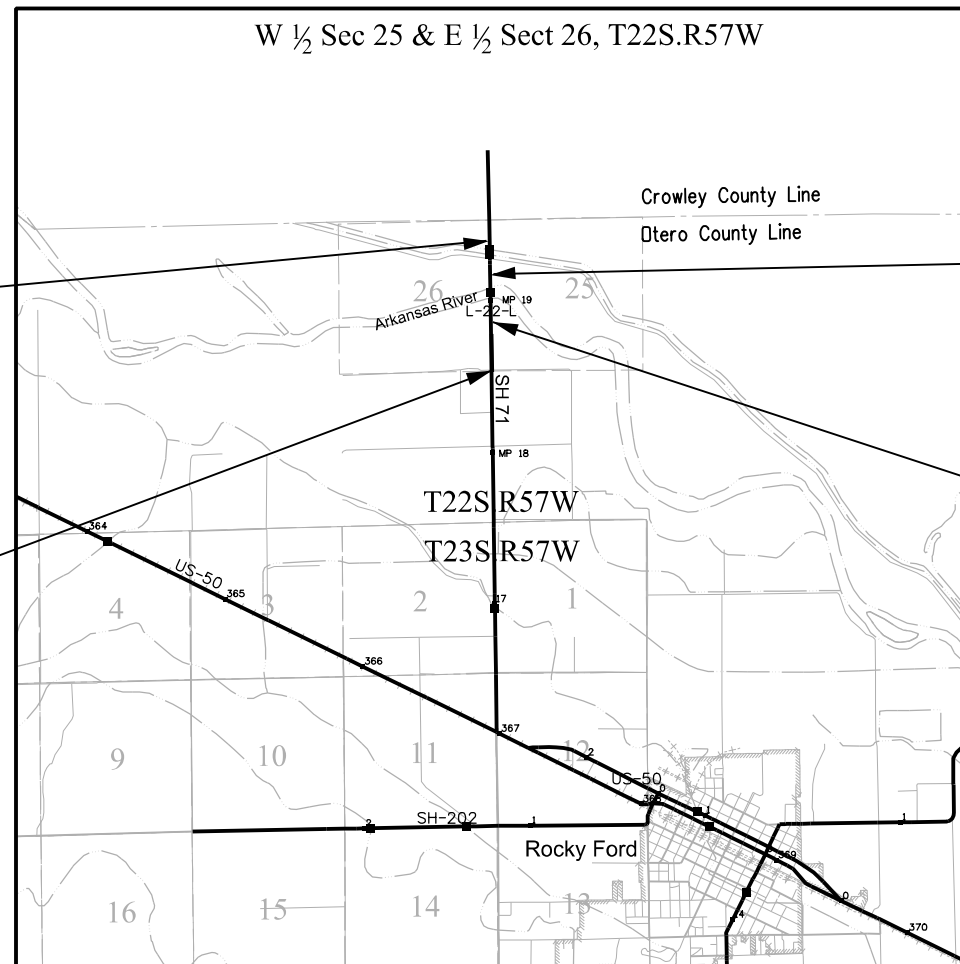 W ½ Sec 25 & E ½ Sect 26, T22S.R57W
Crowley County Line
Otero County Line
26
25
Arkansas River
MP 19
L-22-L
SH 71
MP 18
T22S R57W
T23S R57W
364
US-50
365
4
3
2
1
17
366
367
9
10
11
12
2
US-50
0
368
1
SH-202
2
1
1
Rocky Ford
369
16
15
14
13
0
4
370